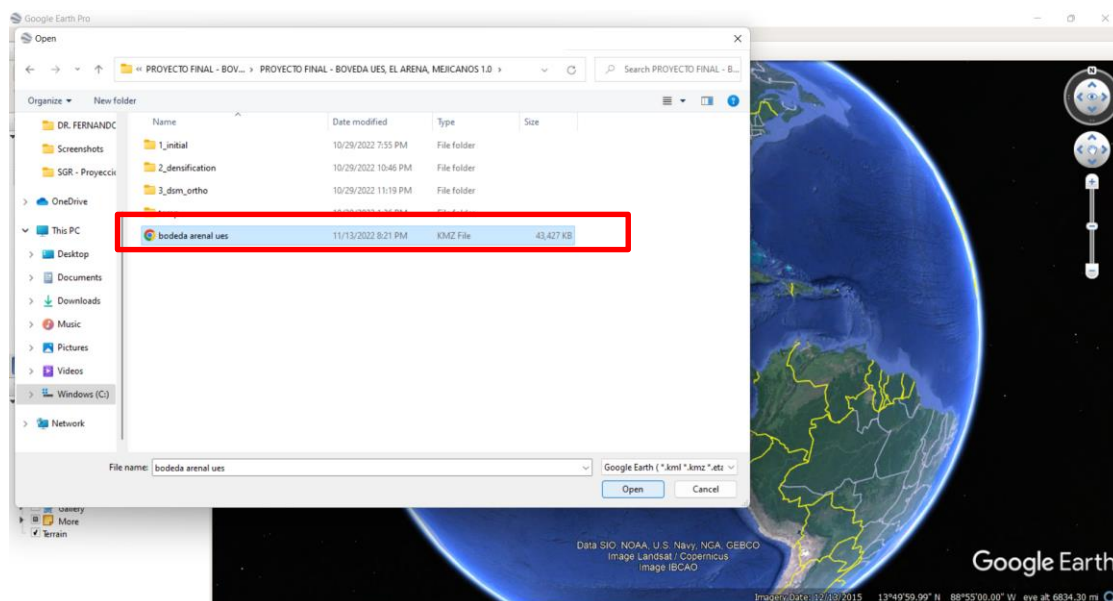 Google Earth Pro
Open
« PROYECTO FINAL - BOV... › PROYECTO FINAL - BOVEDA UES, EL ARENA, MEJICANOS 1.0 ›
Search PROYECTO FINAL - B...
Organize
New folder
Name
Date modified
Type
Size
DR. FERNANDO
Screenshots
SGR - Proyecci
OneDrive
This PC
Desktop
Documents
Downloads
Music
Pictures
Videos
Windows (C:)
Network
1_initial 10/29/2022 7:55 PM File folder
2_densification 10/29/2022 10:46 PM File folder
3_dsm_ortho 10/29/2022 11:19 PM File folder
bodeda arenal ues 11/13/2022 8:21 PM KMZ File 43,427 KB
File name: bodeda arenal ues
Google Earth ( *.kml *.kmz *.eta
Open
Cancel
Gallery
More
Terrain
N
Data SIO, NOAA, U.S. Navy, NGA, GEBCO
Image Landsat / Copernicus
Image IBCAO
Google Earth
Imagery Date: 12/13/2015 13°49'59.99" N 88°55'00.00" W eye alt 6834.30 mi